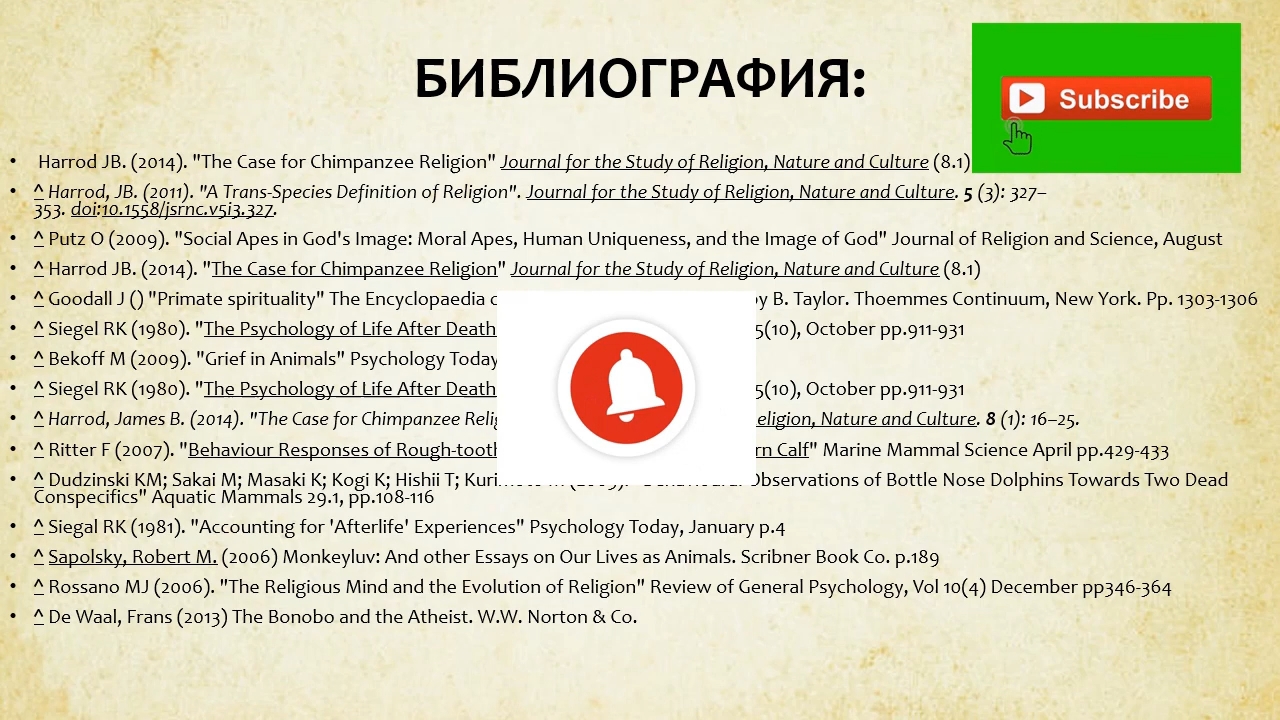 БИБЛИОГРАФИЯ:
Subscribe
• Harrod JB. (2014). "The Case for Chimpanzee Religion" Journal for the Study of Religion, Nature and Culture (8.1)
• ^ Harrod, JB. (2011). "A Trans-Species Definition of Religion". Journal for the Study of Religion, Nature and Culture. 5 (3): 327–
353. doi:10.1558/jsrnc.v5i3.327.
• ^ Putz O (2009). "Social Apes in God's Image: Moral Apes, Human Uniqueness, and the Image of God" Journal of Religion and Science, August
• ^ Harrod JB. (2014). "The Case for Chimpanzee Religion" Journal for the Study of Religion, Nature and Culture (8.1)
• ^ Goodall J () "Primate spirituality" The Encyclopaedia by B. Taylor. Thoemmes Continuum, New York. Pp. 1303-1306
• ^ Siegel RK (1980). "The Psychology of Life After Death 5(10), October pp.911-931
• ^ Bekoff M (2009). "Grief in Animals" Psychology Today
• ^ Siegel RK (1980). "The Psychology of Life After Death 5(10), October pp.911-931
• ^ Harrod, James B. (2014). "The Case for Chimpanzee Religion, Nature and Culture. 8 (1): 16–25.
• ^ Ritter F (2007). "Behaviour Responses of Calf" Marine Mammal Science April pp.429-433
• ^ Dudzinski KM; Sakai M; Masaki K; Kogi K; Hishii T; Observations of Bottle Nose Dolphins Towards Two Dead
Conspecifics" Aquatic Mammals 29.1, pp.108-116
• ^ Siegal RK (1981). "Accounting for 'Afterlife' Experiences" Psychology Today, January p.4
• ^ Sapolsky, Robert M. (2006) Monkeyluv: And other Essays on Our Lives as Animals. Scribner Book Co. p.189
• ^ Rossano MJ (2006). "The Religious Mind and the Evolution of Religion" Review of General Psychology, Vol 10(4) December pp346-364
• ^ De Waal, Frans (2013) The Bonobo and the Atheist. W.W. Norton & Co.